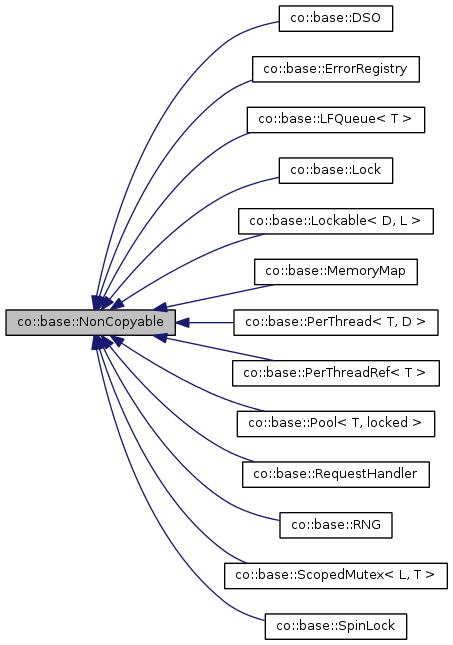 co::base::DSO
co::base::ErrorRegistry
co::base::LFQueue< T >
co::base::Lock
co::base::Lockable< D, L >
co::base::MemoryMap
co::base::NonCopyable
co::base::PerThread< T, D >
co::base::PerThreadRef< T >
co::base::Pool< T, locked >
co::base::RequestHandler
co::base::RNG
co::base::ScopedMutex< L, T >
co::base::SpinLock